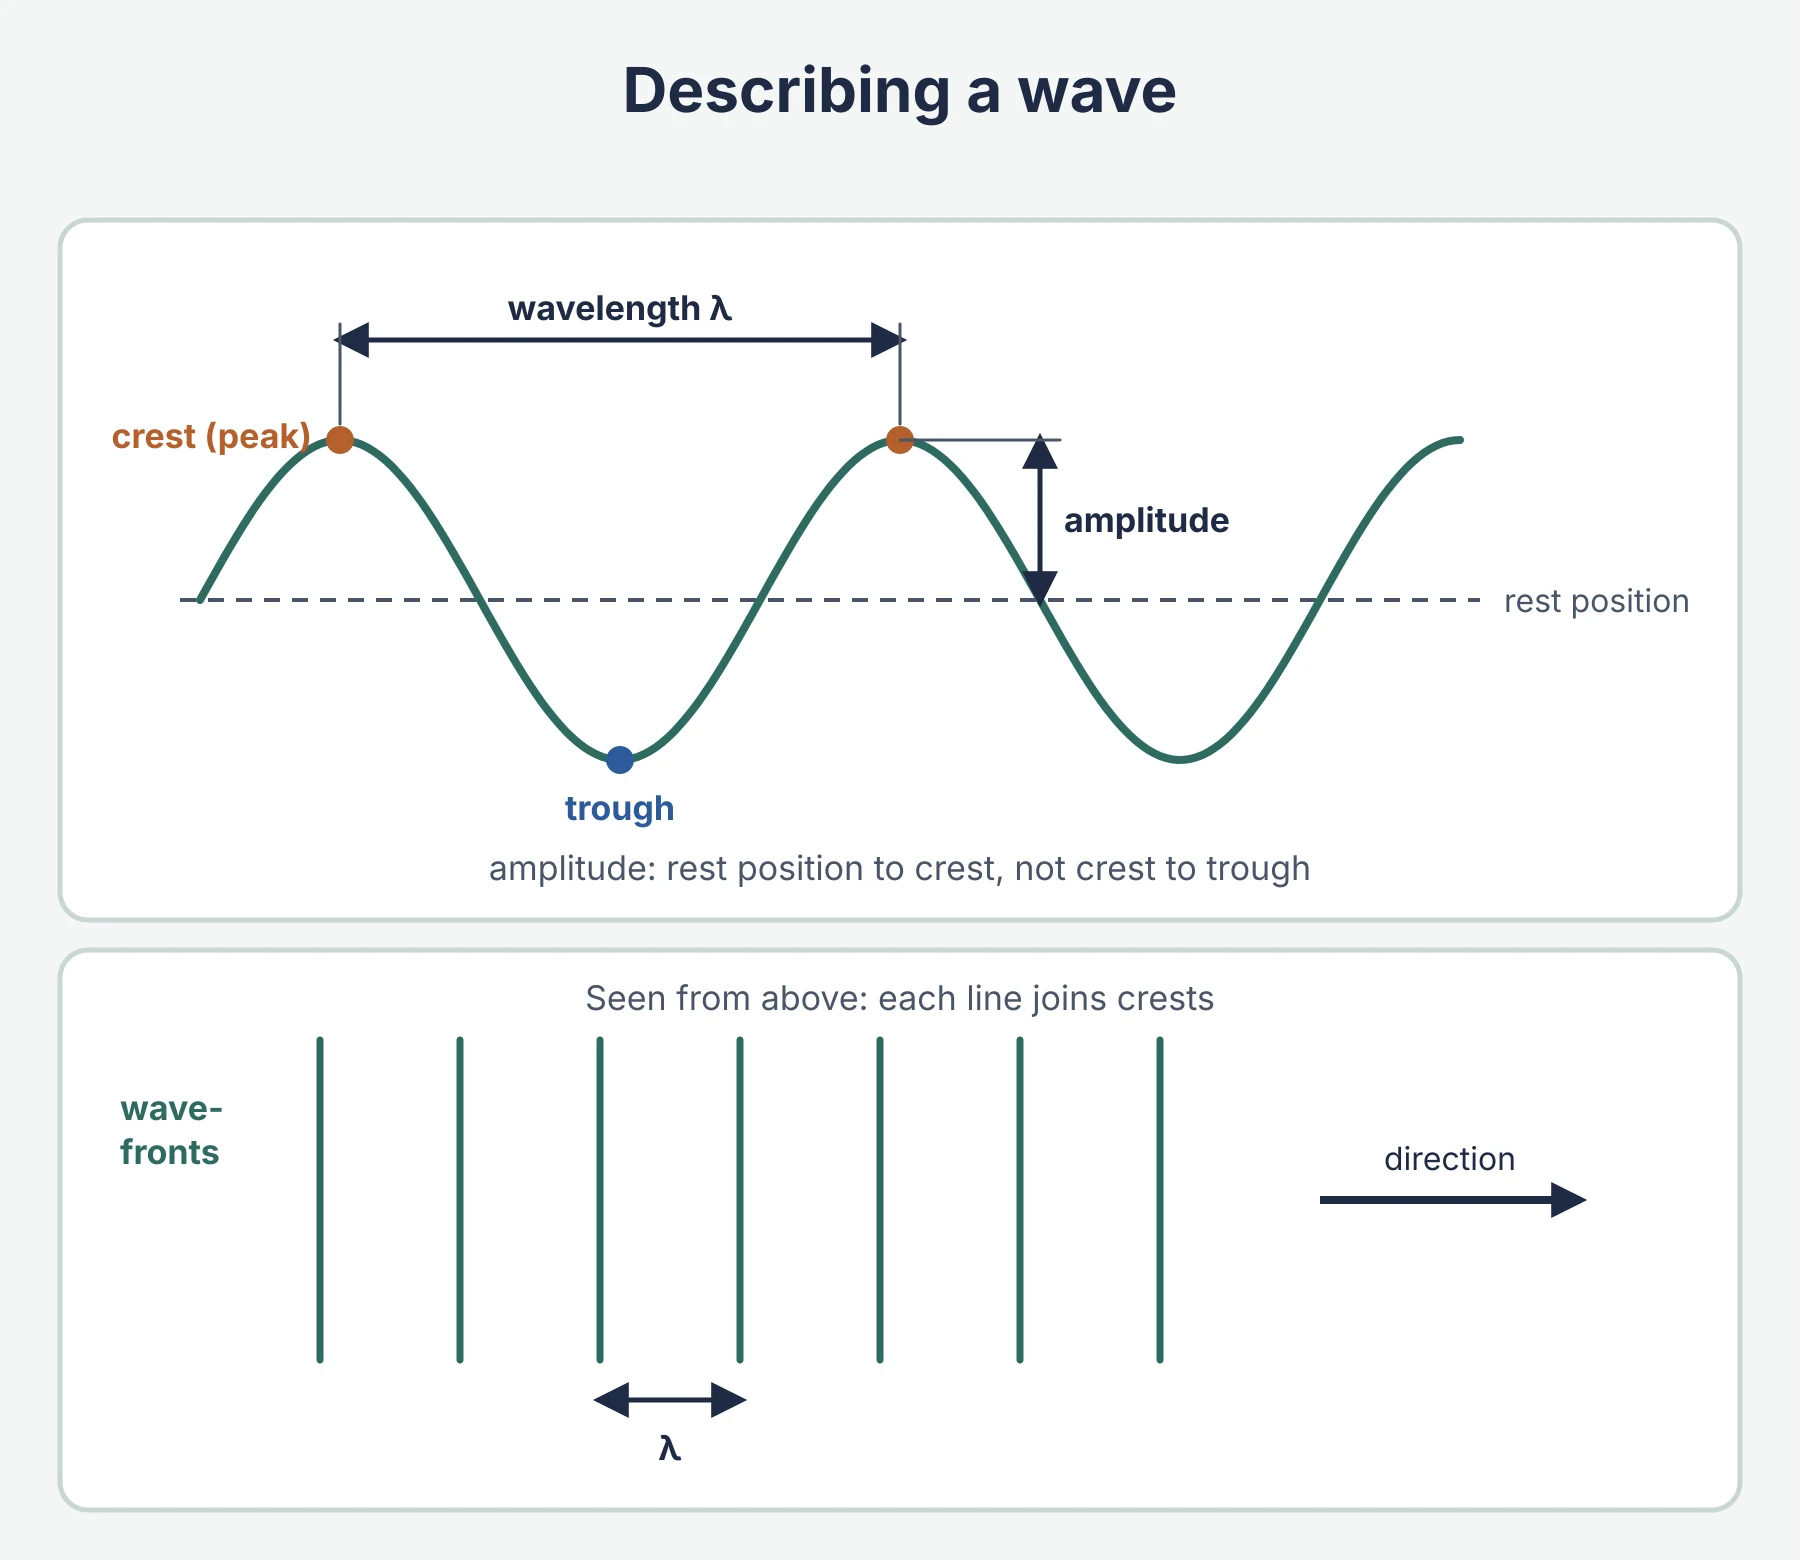 Describing a wave
wavelength λ
crest (peak)
amplitude
rest position
trough
amplitude: rest position to crest, not crest to trough
Seen from above: each line joins crests
wave-
fronts
direction
λ